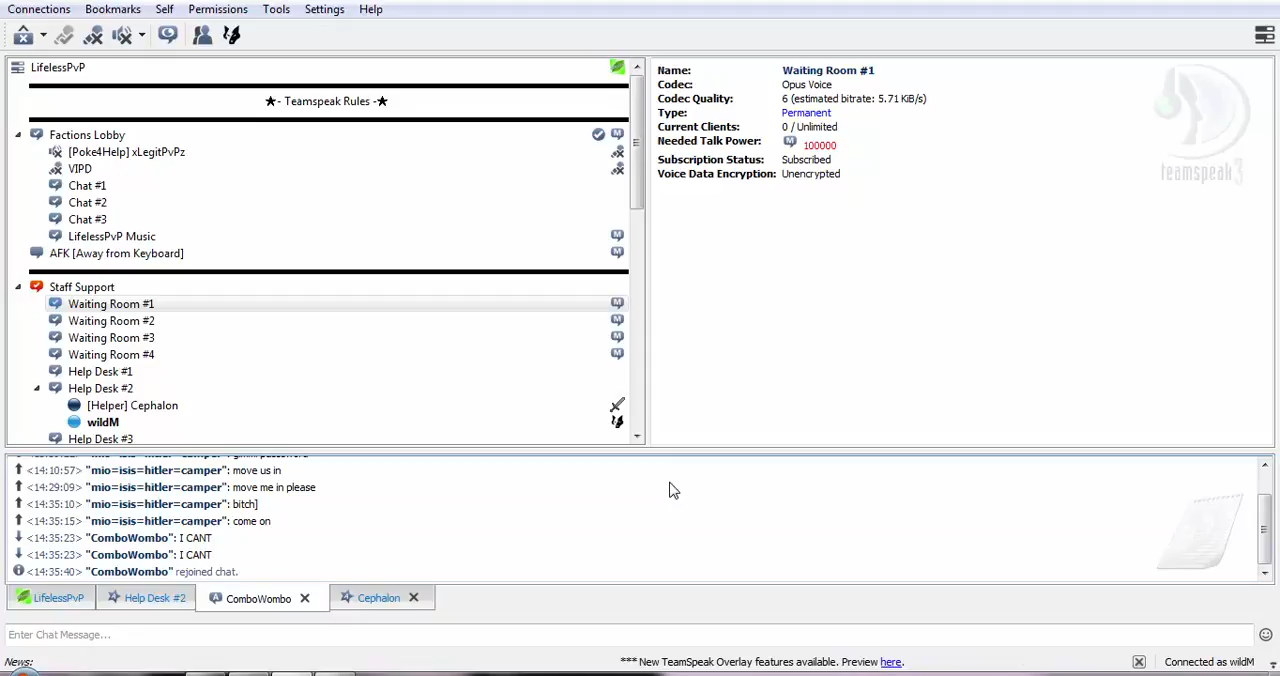 Connections Bookmarks Self Permissions Tools Settings Help
LifelessPvP
★- Teamspeak Rules -★
Factions Lobby
[Poke4Help] xLegitPvPz
VIPD
Chat #1
Chat #2
Chat #3
LifelessPvP Music
AFK [Away from Keyboard]
Staff Support
Waiting Room #1
Waiting Room #2
Waiting Room #3
Waiting Room #4
Help Desk #1
Help Desk #2
[Helper] Cephalon
wildM
Help Desk #3
Name: Waiting Room #1
Codec: Opus Voice
Codec Quality: 6 (estimated bitrate: 5.71 KiB/s)
Type: Permanent
Current Clients: 0 / Unlimited
Needed Talk Power: 100000
Subscription Status: Subscribed
Voice Data Encryption: Unencrypted
teamspeak3
<14:10:57> "mio=isis=hitler=camper": move us in
<14:29:09> "mio=isis=hitler=camper": move me in please
<14:35:10> "mio=isis=hitler=camper": bitch]
<14:35:15> "mio=isis=hitler=camper": come on
<14:35:23> "ComboWombo": I CANT
<14:35:23> "ComboWombo": I CANT
<14:35:40> "ComboWombo" rejoined chat.
LifelessPvP Help Desk #2 ComboWombo Cephalon
Enter Chat Message...
News: *** New TeamSpeak Overlay features available. Preview here. Connected as wildM